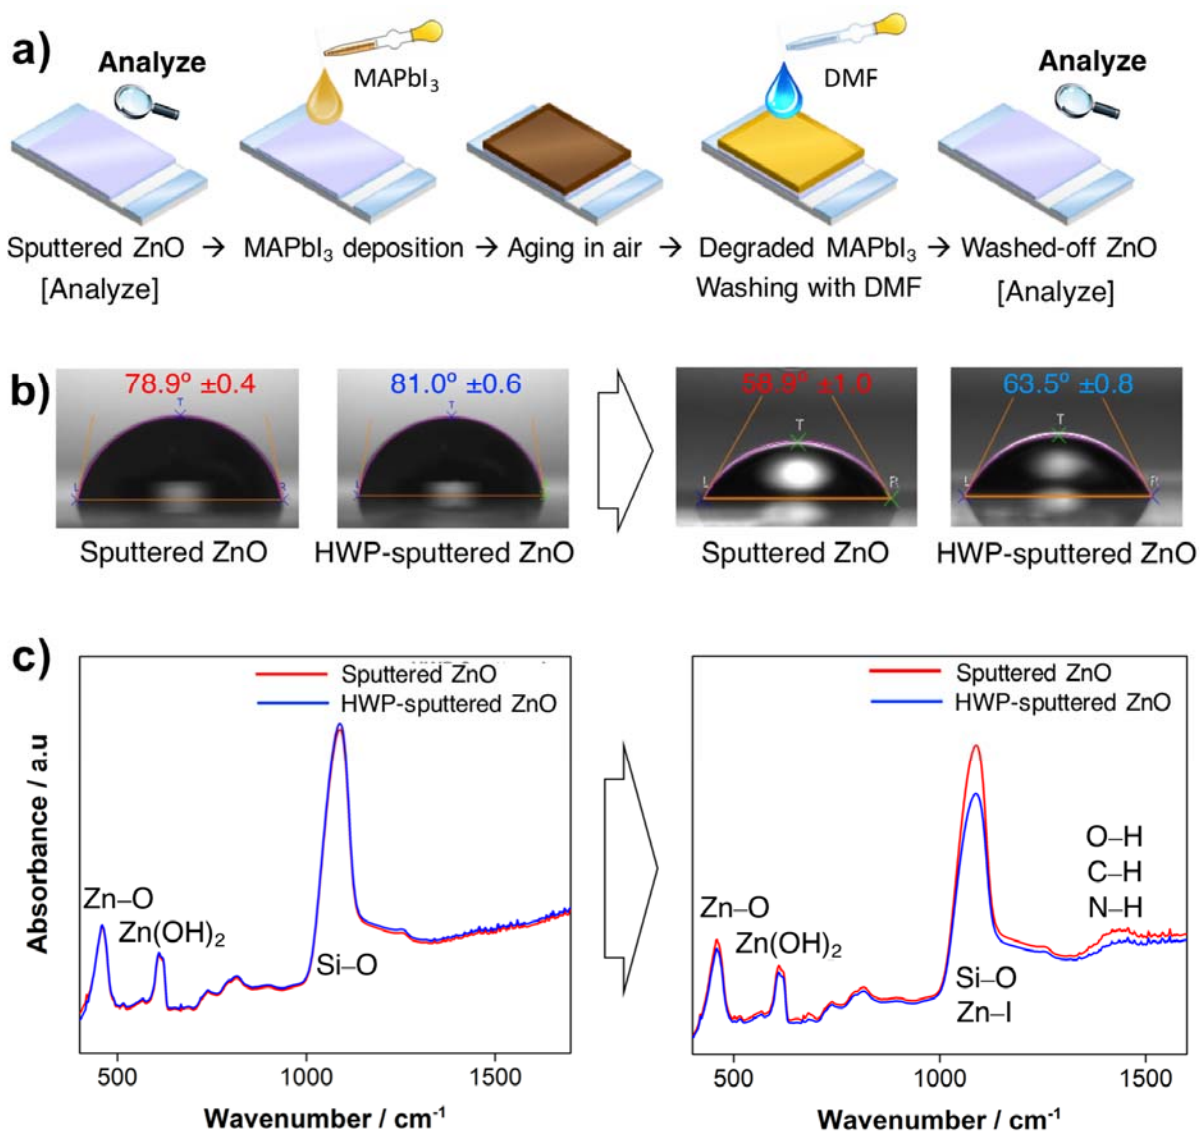 a)
Analyze
MAPbI₃
DMF
Analyze
Sputtered ZnO → MAPbI₃ deposition → Aging in air → Degraded MAPbI₃ → Washed-off ZnO
[Analyze]
Washing with DMF
[Analyze]
b)
78.9º ±0.4
81.0º ±0.6
58.9º ±1.0
63.5º ±0.8
T
T
T
T
L
R
L
L
R
L
R
Sputtered ZnO
HWP-sputtered ZnO
Sputtered ZnO
HWP-sputtered ZnO
c)
Absorbance / a.u
Sputtered ZnO
HWP-sputtered ZnO
Zn–O
Zn(OH)₂
Si–O
500
1000
1500
Wavenumber / cm⁻¹
Sputtered ZnO
HWP-sputtered ZnO
O–H
C–H
N–H
Zn–O
Zn(OH)₂
Si–O
Zn–I
500
1000
1500
Wavenumber / cm⁻¹